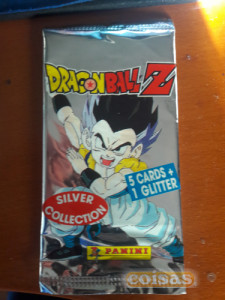 DRAGONBALL Z
5 CARDS +
1 GLITTER
SILVER
COLLECTION
PANINI
coisas